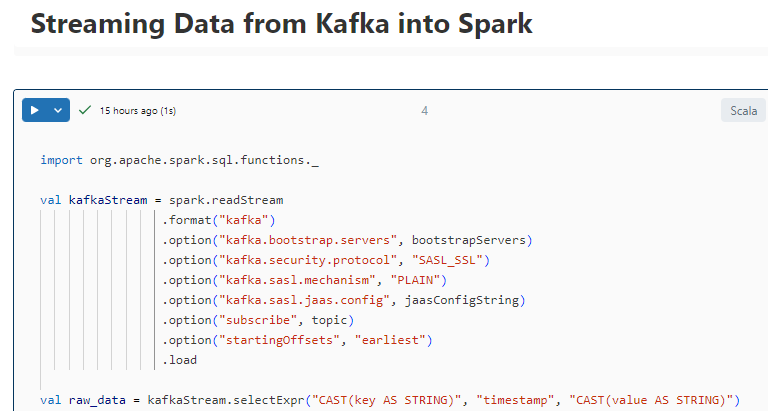 Streaming Data from Kafka into Spark
15 hours ago (1s)
4
Scala
import org.apache.spark.sql.functions._
val kafkaStream = spark.readStream
.format("kafka")
.option("kafka.bootstrap.servers", bootstrapServers)
.option("kafka.security.protocol", "SASL_SSL")
.option("kafka.sasl.mechanism", "PLAIN")
.option("kafka.sasl.jaas.config", jaasConfigString)
.option("subscribe", topic)
.option("startingOffsets", "earliest")
.load
val raw_data = kafkaStream.selectExpr("CAST(key AS STRING)", "timestamp", "CAST(value AS STRING)")